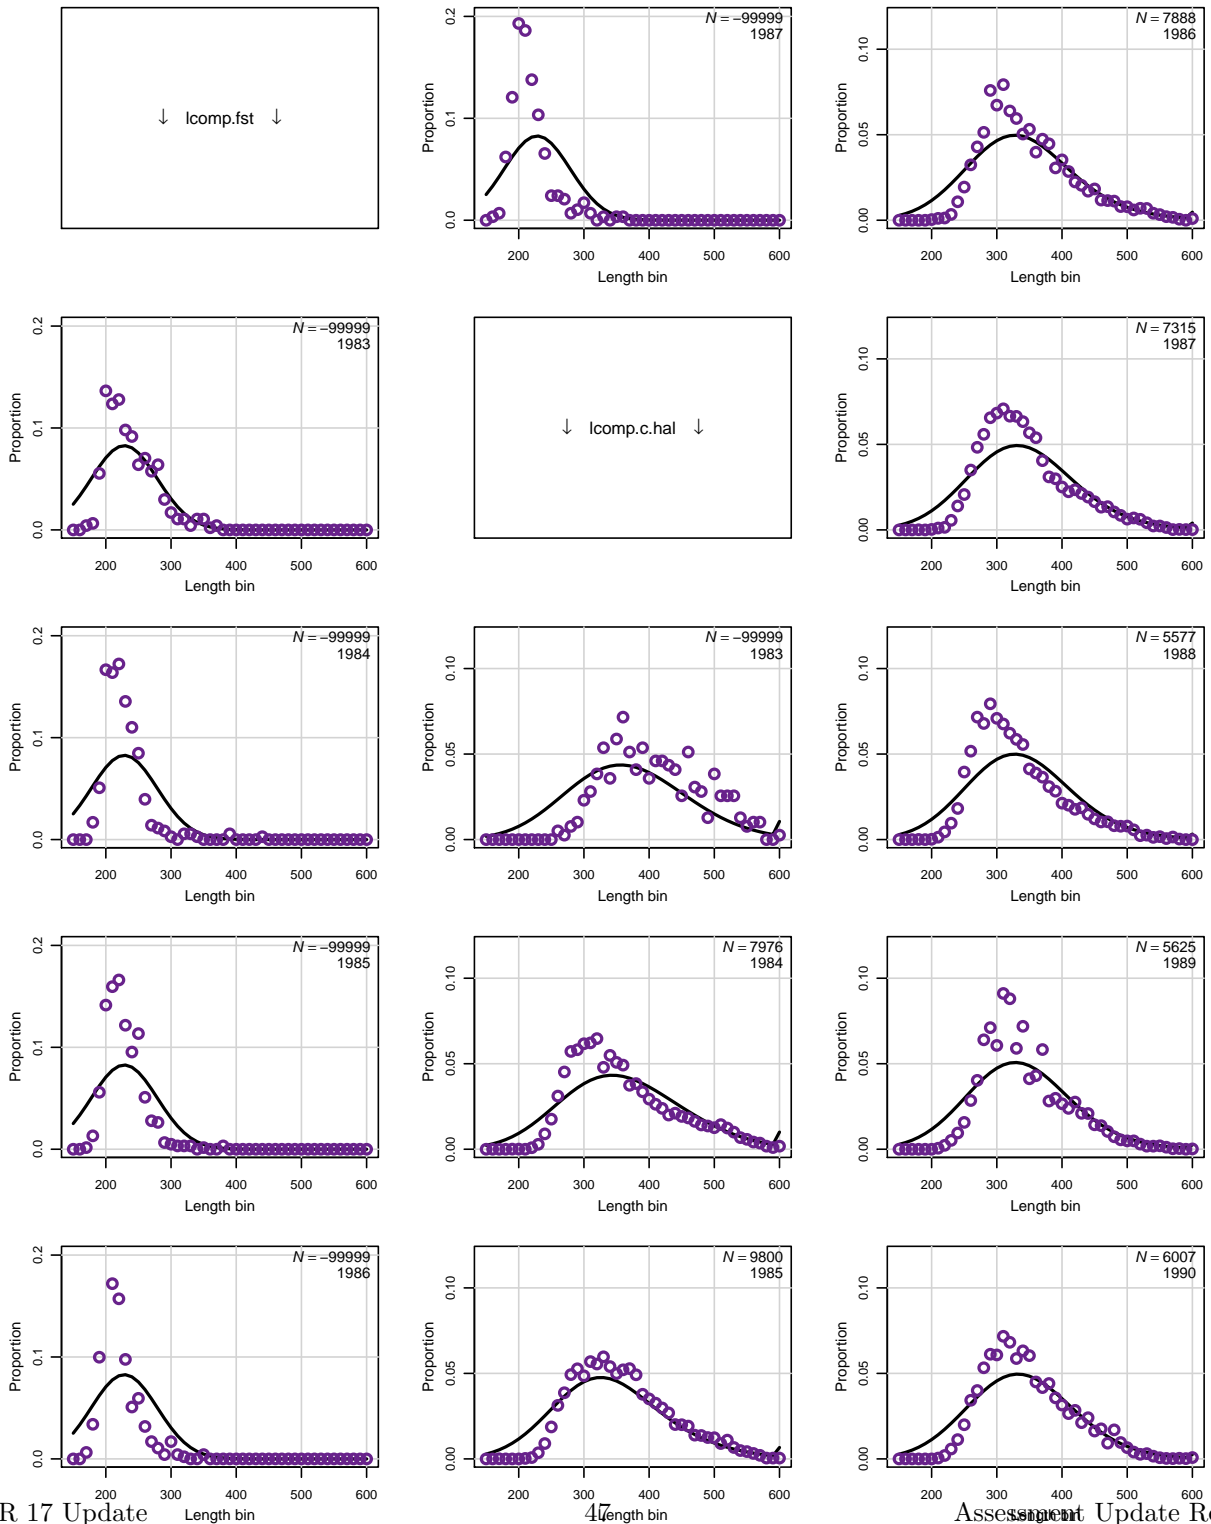 ↓ lcomp.fst ↓
N = −99999
1983
0.2
0.1
0.0
Proportion
200 300 400 500 600
Length bin
N = −99999
1984
0.2
0.1
0.0
Proportion
200 300 400 500 600
Length bin
N = −99999
1985
0.2
0.1
0.0
Proportion
200 300 400 500 600
Length bin
N = −99999
1986
0.2
0.1
0.0
Proportion
200 300 400 500 600
N = −99999
1987
0.2
0.1
0.0
Proportion
200 300 400 500 600
Length bin
↓ lcomp.c.hal ↓
N = −99999
1983
0.10
0.05
0.00
Proportion
200 300 400 500 600
Length bin
N = 7976
1984
0.10
0.05
0.00
Proportion
200 300 400 500 600
Length bin
N = 9800
1985
0.10
0.05
0.00
Proportion
200 300 400 500 600
Length bin
N = 7888
1986
0.10
0.05
0.00
Proportion
200 300 400 500 600
Length bin
N = 7315
1987
0.10
0.05
0.00
Proportion
200 300 400 500 600
Length bin
N = 5577
1988
0.10
0.05
0.00
Proportion
200 300 400 500 600
Length bin
N = 5625
1989
0.10
0.05
0.00
Proportion
200 300 400 500 600
Length bin
N = 6007
1990
0.10
0.05
0.00
Proportion
200 300 400 500 600
Length bin
R 17 Update
47
Assessment Update Re